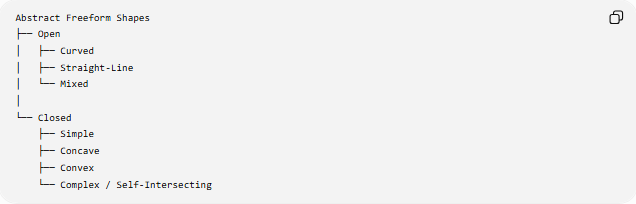 Abstract Freeform Shapes
├── Open
│   ├── Curved
│   ├── Straight-Line
│   └── Mixed
│
└── Closed
    ├── Simple
    ├── Concave
    ├── Convex
    └── Complex / Self-Intersecting